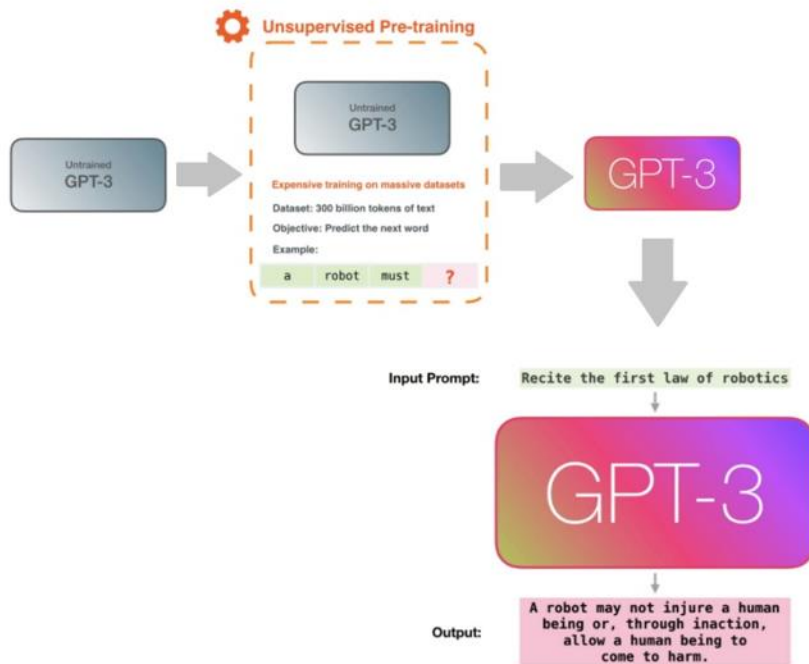 Unsupervised Pre-training
Untrained
GPT-3
Untrained
GPT-3
Expensive training on massive datasets
Dataset: 300 billion tokens of text
Objective: Predict the next word
Example:
a robot must ?
GPT-3
Input Prompt: Recite the first law of robotics
GPT-3
Output:
A robot may not injure a human
being or, through inaction,
allow a human being to
come to harm.